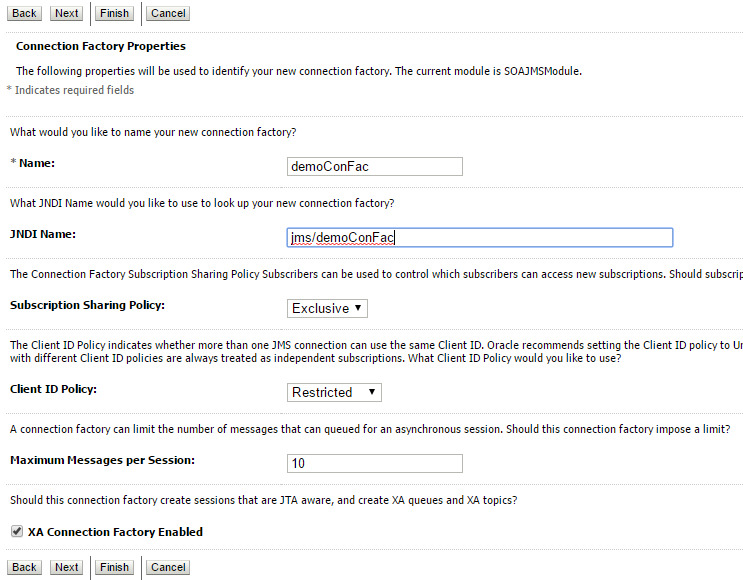 Back Next Finish Cancel
Connection Factory Properties
The following properties will be used to identify your new connection factory. The current module is SOAJMSModule.
* Indicates required fields
What would you like to name your new connection factory?
* Name: demoConFac
What JNDI Name would you like to use to look up your new connection factory?
JNDI Name: jms/demoConFac
The Connection Factory Subscription Sharing Policy Subscribers can be used to control which subscribers can access new subscriptions. Should subscrip
Subscription Sharing Policy: Exclusive
The Client ID Policy indicates whether more than one JMS connection can use the same Client ID. Oracle recommends setting the Client ID policy to Un
with different Client ID policies are always treated as independent subscriptions. What Client ID Policy would you like to use?
Client ID Policy: Restricted
A connection factory can limit the number of messages that can queued for an asynchronous session. Should this connection factory impose a limit?
Maximum Messages per Session: 10
Should this connection factory create sessions that are JTA aware, and create XA queues and XA topics?
XA Connection Factory Enabled
Back Next Finish Cancel